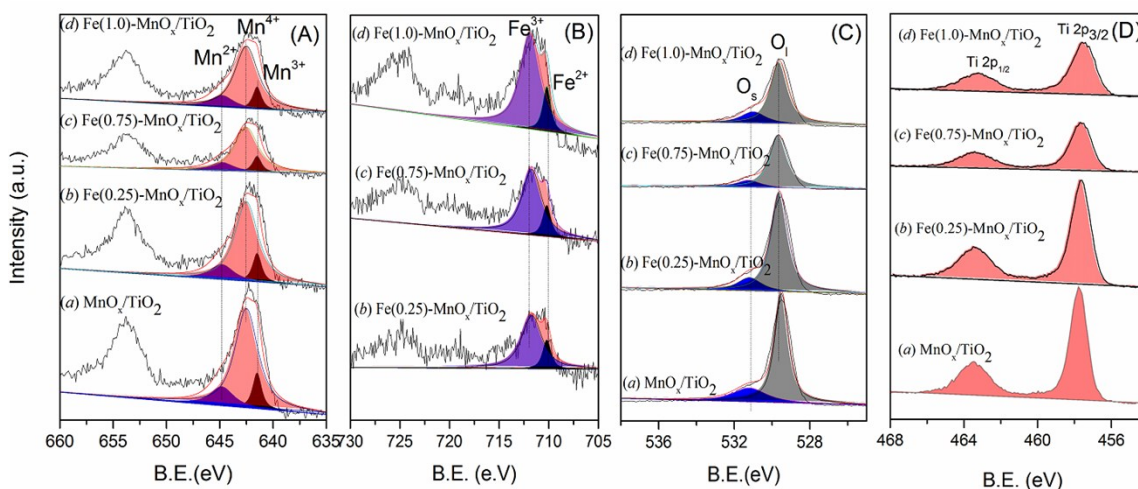 Intensity (a.u.)
(A)
(d) Fe(1.0)-MnOx/TiO2
Mn2+
Mn4+
Mn3+
(c) Fe(0.75)-MnOx/TiO2
(b) Fe(0.25)-MnOx/TiO2
(a) MnOx/TiO2
660 655 650 645 640 635
B.E.(eV)
(B)
(d) Fe(1.0)-MnOx/TiO2
Fe3+
Fe2+
(c) Fe(0.75)-MnOx/TiO2
(b) Fe(0.25)-MnOx/TiO2
730 725 720 715 710 705
B.E. (e.V)
(C)
(d) Fe(1.0)-MnOx/TiO2
Ol
Os
(c) Fe(0.75)-MnOx/TiO2
(b) Fe(0.25)-MnOx/TiO2
(a) MnOx/TiO2
536 532 528
B.E.(eV)
(D)
(d) Fe(1.0)-MnOx/TiO2
Ti 2p3/2
Ti 2p1/2
(c) Fe(0.75)-MnOx/TiO2
(b) Fe(0.25)-MnOx/TiO2
(a) MnOx/TiO2
468 464 460 456
B.E. (eV)